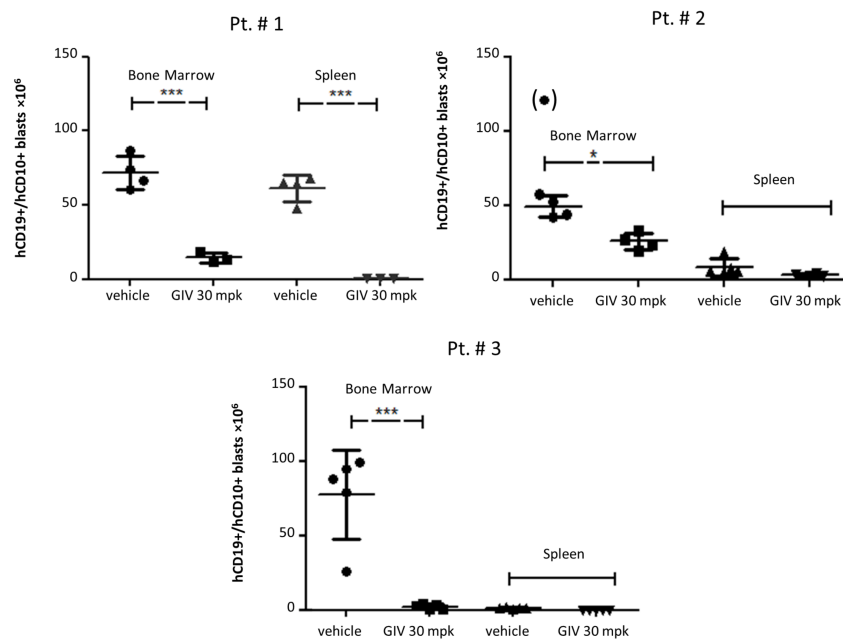 Pt. # 1
hCD19+/hCD10+ blasts ×10⁶
150
100
50
0
Bone Marrow
***
Spleen
***
vehicle
GIV 30 mpk
vehicle
GIV 30 mpk
Pt. # 2
hCD19+/hCD10+ blasts ×10⁶
150
100
50
0
( )
Bone Marrow
*
Spleen
vehicle
GIV 30 mpk
vehicle
GIV 30 mpk
Pt. # 3
hCD19+/hCD10+ blasts ×10⁶
150
100
50
0
Bone Marrow
***
Spleen
vehicle
GIV 30 mpk
vehicle
GIV 30 mpk